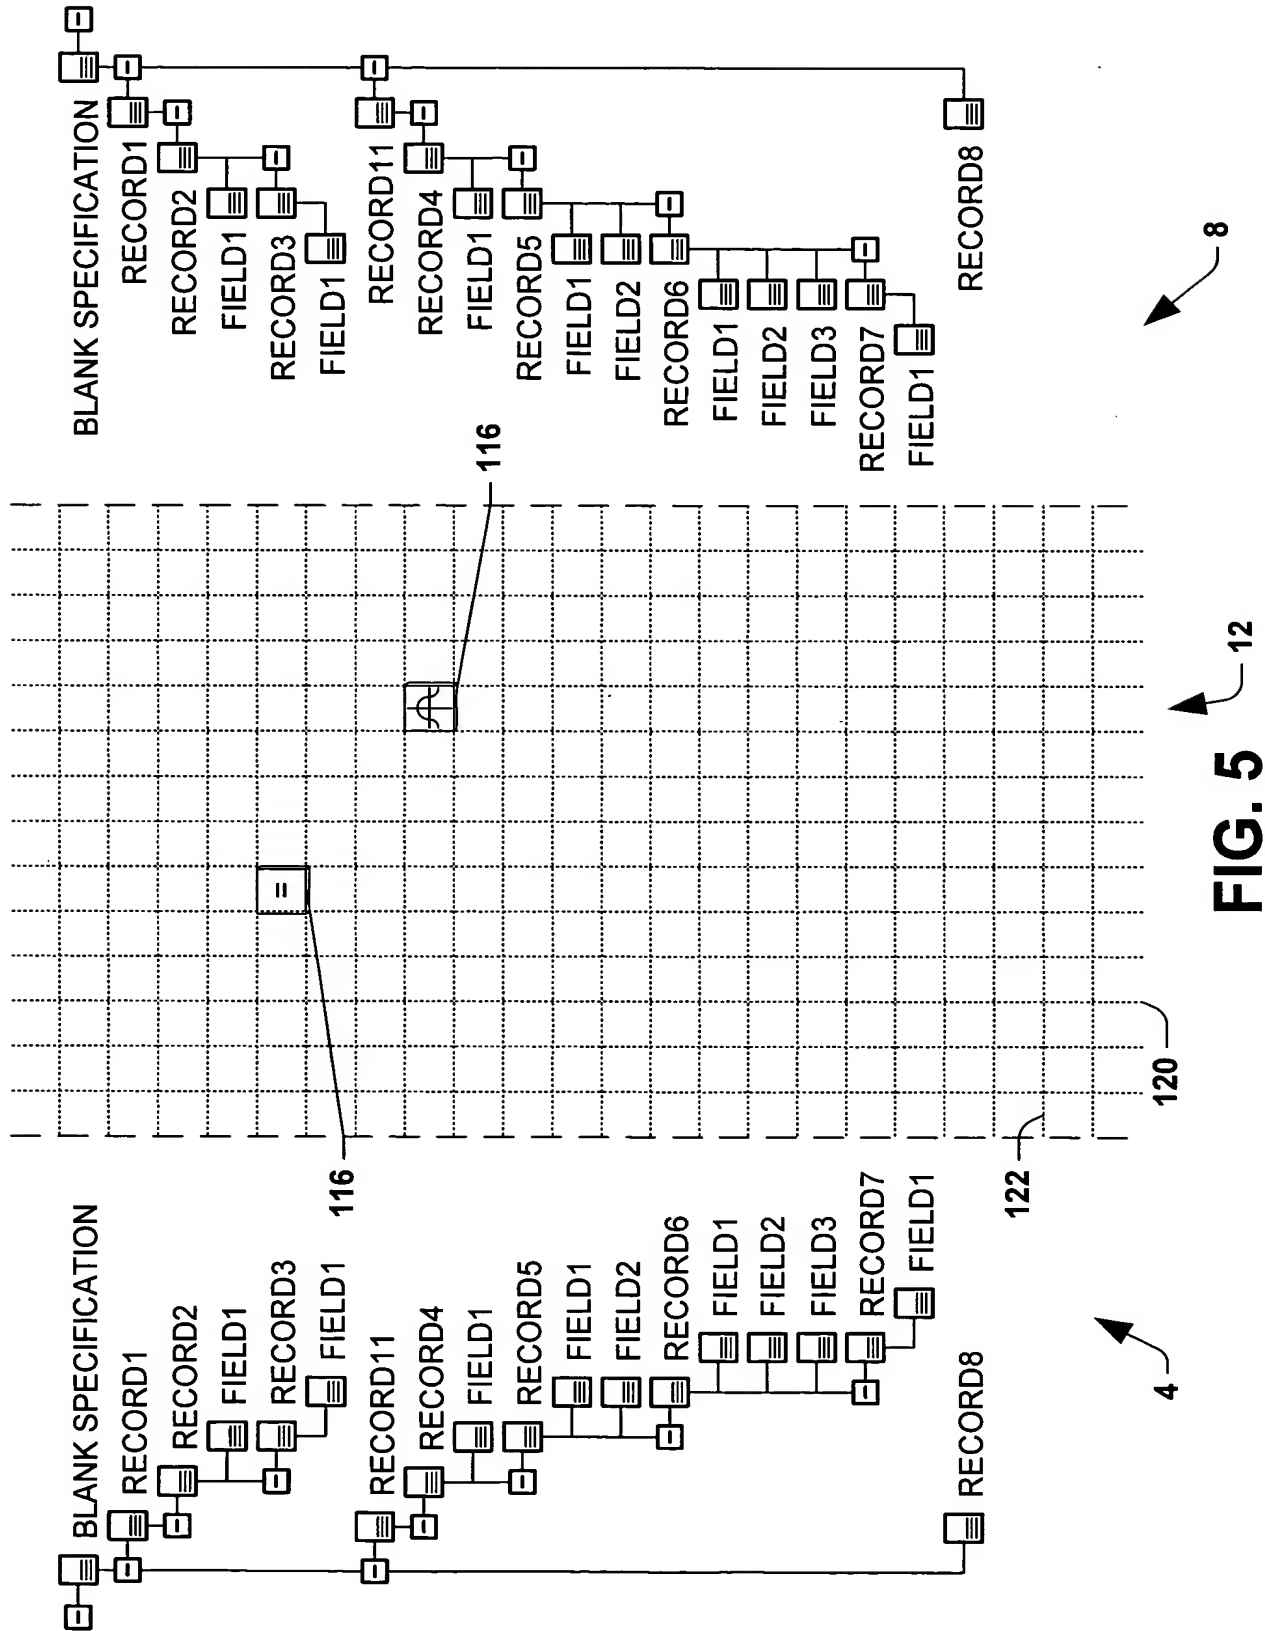 BLANK SPECIFICATION
RECORD1
RECORD2
FIELD1
RECORD3
FIELD1
RECORD11
RECORD4
FIELD1
RECORD5
FIELD1
FIELD2
RECORD6
FIELD1
FIELD2
FIELD3
RECORD7
FIELD1
RECORD8
4
116
=
116
122
120
12
BLANK SPECIFICATION
RECORD1
RECORD2
FIELD1
RECORD3
FIELD1
RECORD11
RECORD4
FIELD1
RECORD5
FIELD1
FIELD2
RECORD6
FIELD1
FIELD2
FIELD3
RECORD7
FIELD1
RECORD8
8
FIG. 5